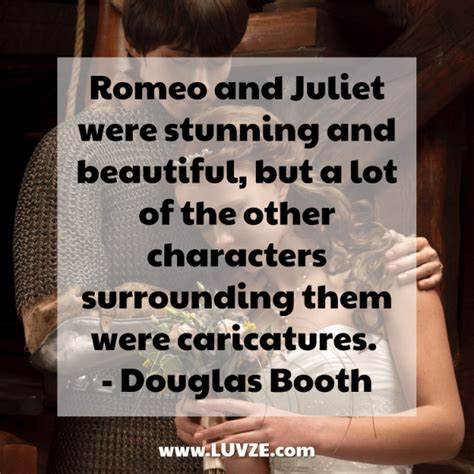 Romeo and Juliet
were stunning and
beautiful, but a lot
of the other
characters
surrounding them
were caricatures.
- Douglas Booth
www.LUVZE.com